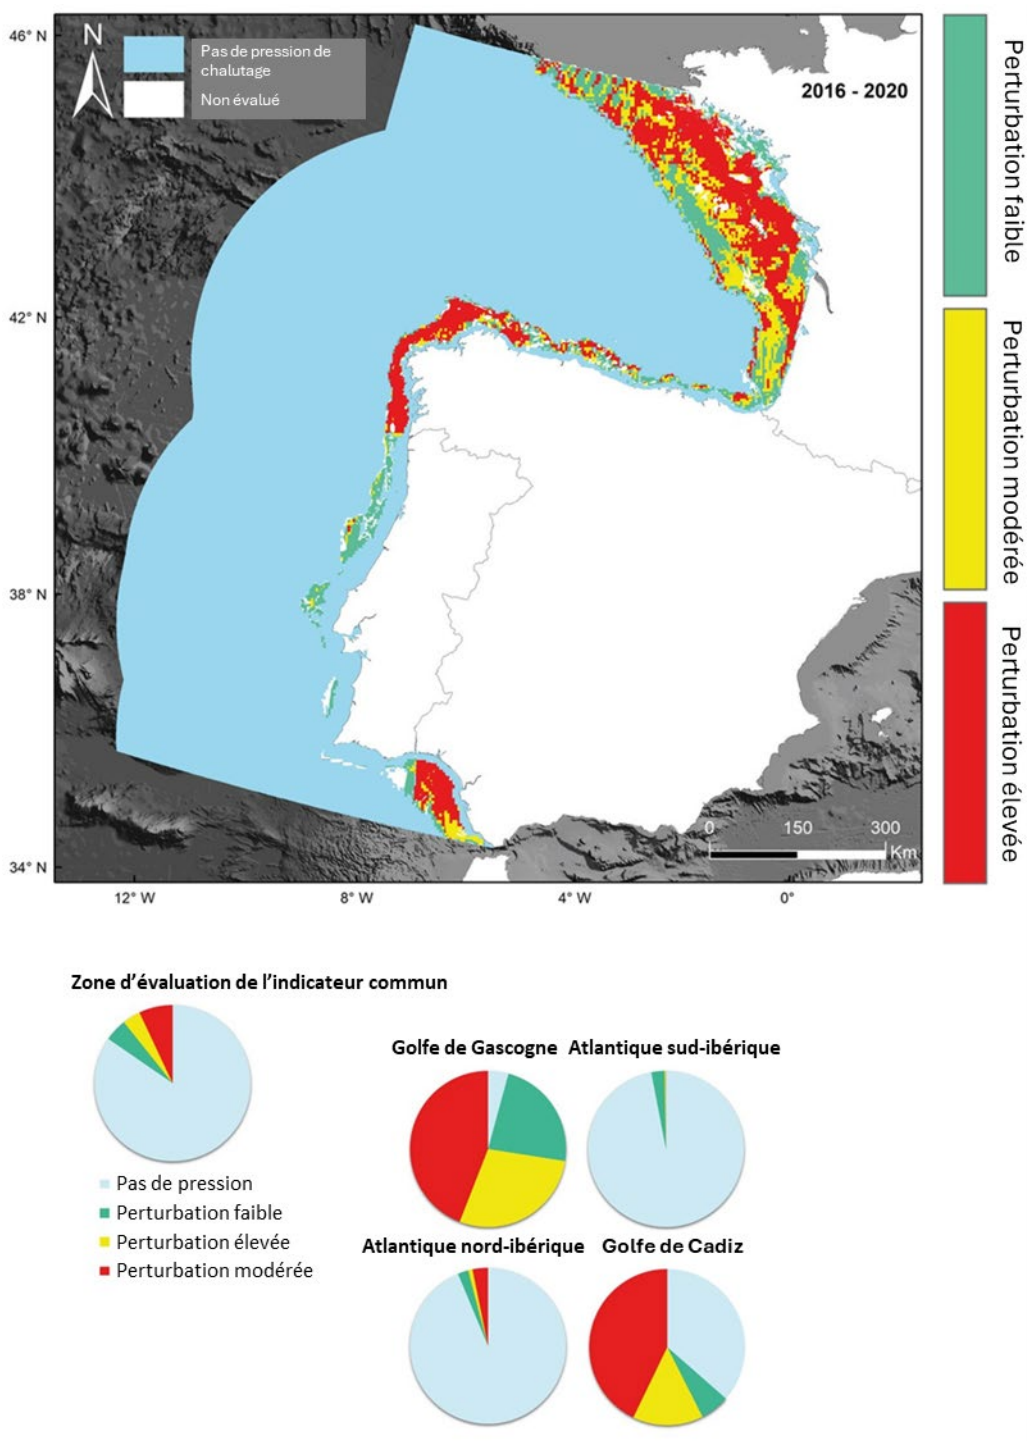 46° N
N
Pas de pression de
chalutage
Non évalué
2016 - 2020
42° N
38° N
34° N
0
150
300
Km
12° W
8° W
4° W
0°
Perturbation faible
Perturbation modérée
Perturbation élevée
Zone d’évaluation de l’indicateur commun
Pas de pression
Perturbation faible
Perturbation élevée
Perturbation modérée
Golfe de Gascogne
Atlantique sud-ibérique
Atlantique nord-ibérique
Golfe de Cadiz